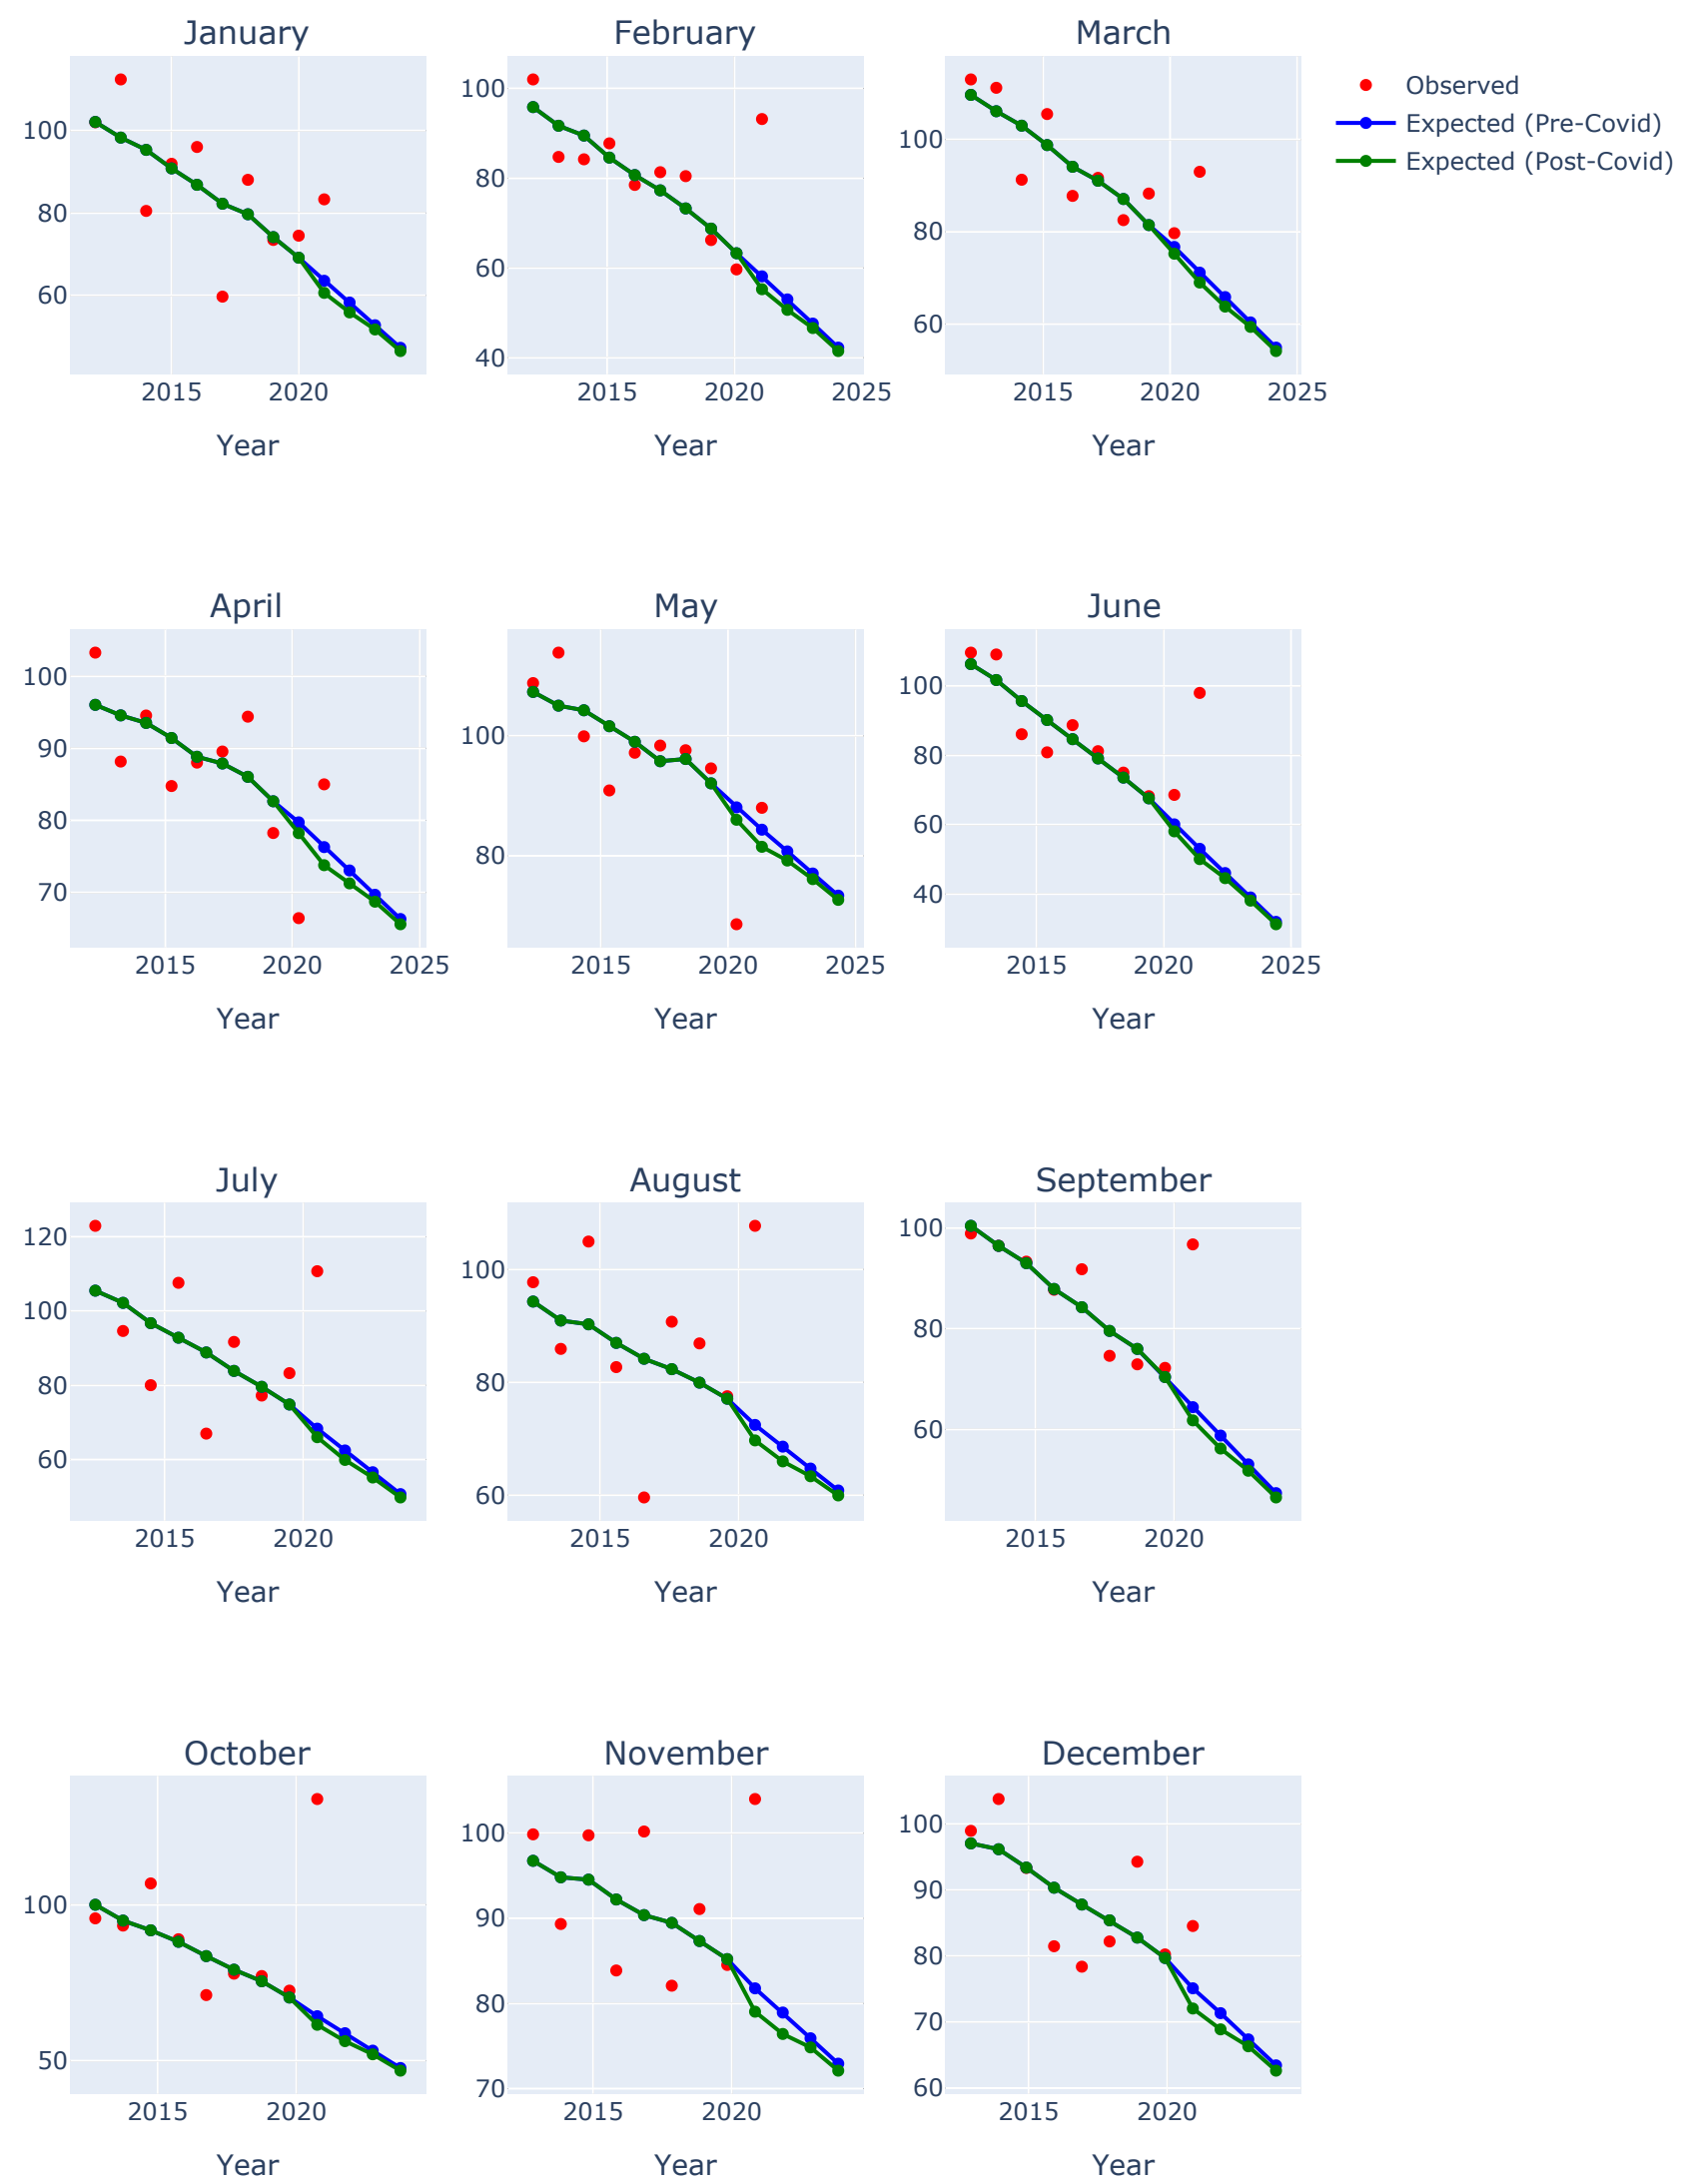 January
February
March
Observed
Expected (Pre-Covid)
Expected (Post-Covid)
100
80
60
2015
2020
Year
100
80
60
40
2015
2020
2025
Year
100
80
60
2015
2020
2025
Year
April
May
June
100
90
80
70
2015
2020
2025
Year
100
80
2015
2020
2025
Year
100
80
60
40
2015
2020
2025
Year
July
August
September
120
100
80
60
2015
2020
Year
100
80
60
2015
2020
Year
100
80
60
2015
2020
Year
October
November
December
100
50
2015
2020
Year
100
90
80
70
2015
2020
Year
100
90
80
70
60
2015
2020
Year